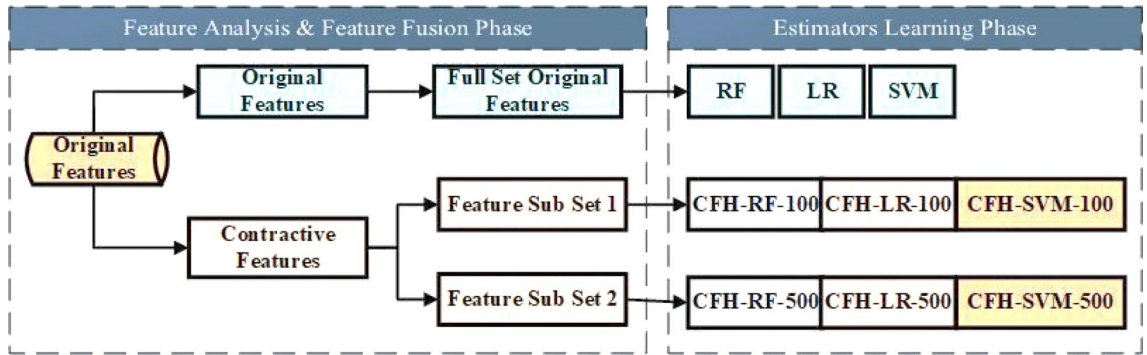 Feature Analysis & Feature Fusion Phase
Estimators Learning Phase
Original
Features
Original
Features
Full Set Original
Features
RF
LR
SVM
Contractive
Features
Feature Sub Set 1
CFH-RF-100
CFH-LR-100
CFH-SVM-100
Feature Sub Set 2
CFH-RF-500
CFH-LR-500
CFH-SVM-500